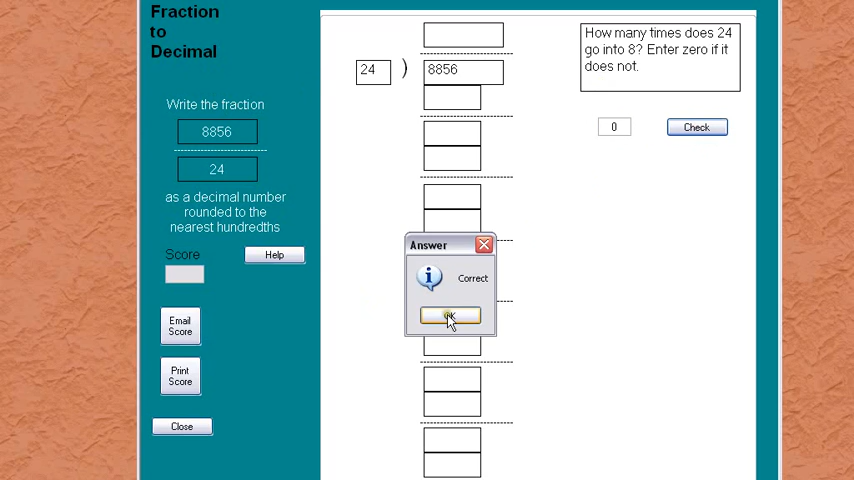 Fraction
to
Decimal
Write the fraction
8856
24
as a decimal number
rounded to the
nearest hundredths
Score
Help
Email
Score
Print
Score
Close
24 ) 8856
How many times does 24
go into 8? Enter zero if it
does not.
0
Check
Answer
Correct
OK